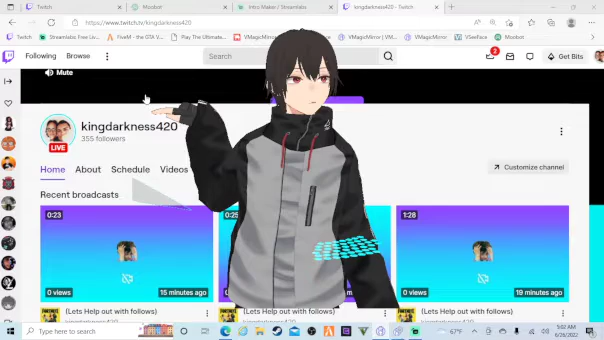 Twitch
Moobot
Intro Maker / Streamlabs
kingdarkness420 - Twitch
https://www.twitch.tv/kingdarkness420
Twitch
Streamlabs: Free Liv...
FiveM - the GTA V...
Play The Ultimate...
VMagicMirror
VMagicMirror | VM...
VSeeFace
Moobot
Following
Browse
Search
2
Get Bits
Mute
kingdarkness420
355 followers
LIVE
Customize channel
Home
About
Schedule
Videos
Recent broadcasts
0:23
0:25
1:28
0 views
15 minutes ago
0 views
0 views
19 minutes ago
(Lets Help out with follows)
(Lets Help out with follows)
(Lets Help out with follows)
kingdarkness420
Type here to search
67°F
5:02 AM
6/28/2022